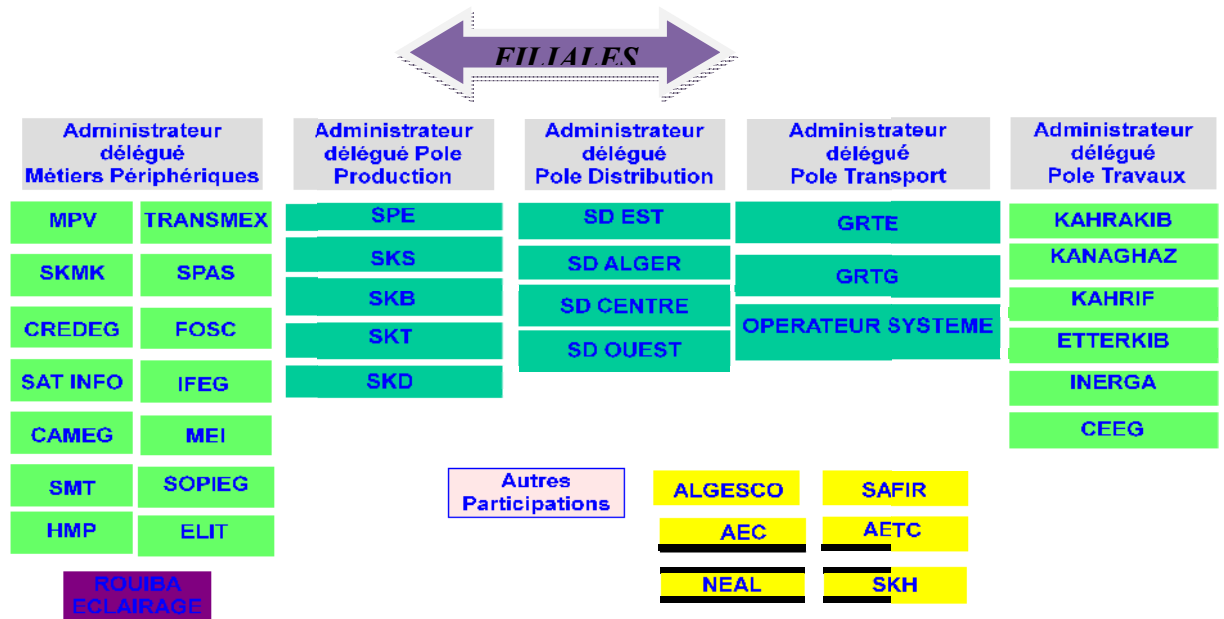 FILIALES
Administrateur
délégué
Métiers Périphériques
MPV
TRANSMEX
SKMK
SPAS
CREDEG
FOSC
SAT INFO
IFEG
CAMEG
MEI
SMT
SOPIEG
HMP
ELIT
ROUIBA
ECLAIRAGE
Administrateur
délégué Pole
Production
SPE
SKS
SKB
SKT
SKD
Administrateur
délégué
Pole Distribution
SD EST
SD ALGER
SD CENTRE
SD OUEST
Administrateur
délégué
Pole Transport
GRTE
GRTG
OPERATEUR SYSTEME
Administrateur
délégué
Pole Travaux
KAHRAKIB
KANAGHAZ
KAHRIF
ETTERKIB
INERGA
CEEG
Autres
Participations
ALGESCO
SAFIR
AEC
AETC
NEAL
SKH